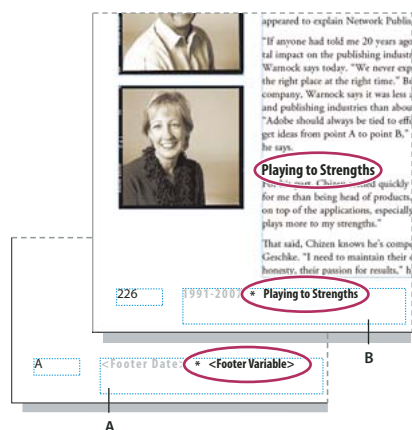 appeared to explain Network Publi
"If anyone had told me 20 years ago
tal impact on the publishing industr
Warnock says today. "We never exp
the right place at the right time." B
company, Warnock says it was less
and publishing industries than abou
"Adobe should always be tied to effi
get ideas from point A to point B,"
he says.
Playing to Strengths
quickly
for me than being head of products,
on top of the applications, especially
plays more to my strengths."
That said, Chizen knows he's compe
Geschke. "I need to maintain their
honesty, their passion for results," h
226 1991-2007 * Playing to Strengths
B
A <Footer Date> * <Footer Variable>
A